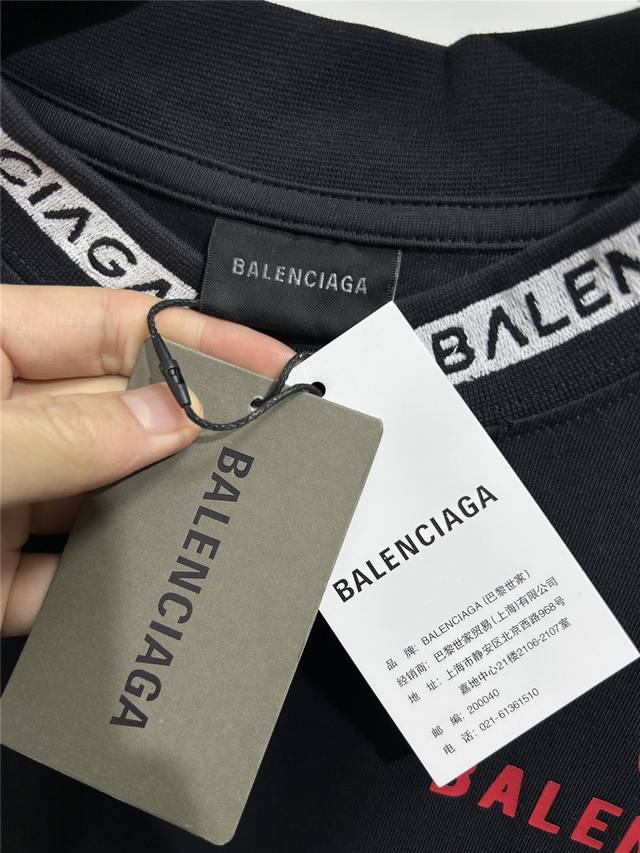 CIAGA
BALENCIAGA
BALEN
BALENCIAGA
BALENCIAGA
品 牌: BALENCIAGA (巴黎世家)
经销商: 巴黎世家贸易(上海)有限公司
地 址: 上海市静安区北京西路968号
嘉地中心21楼2106-2107室
邮 编: 200040
电 话: 021-61361510
BALEN